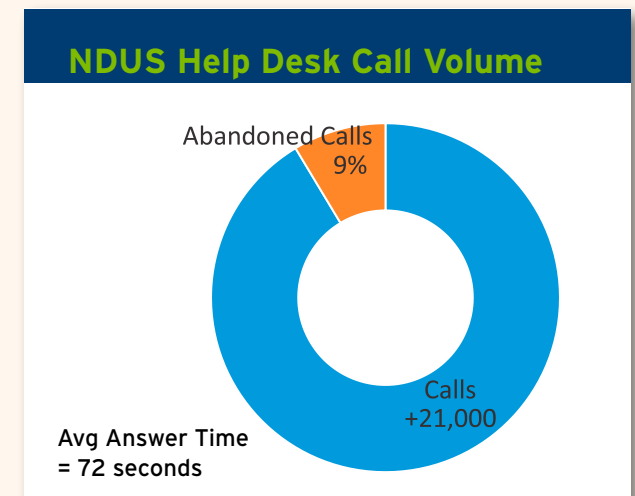 NDUS Help Desk Call Volume
Abandoned Calls
9%
Calls
+21,000
Avg Answer Time
= 72 seconds